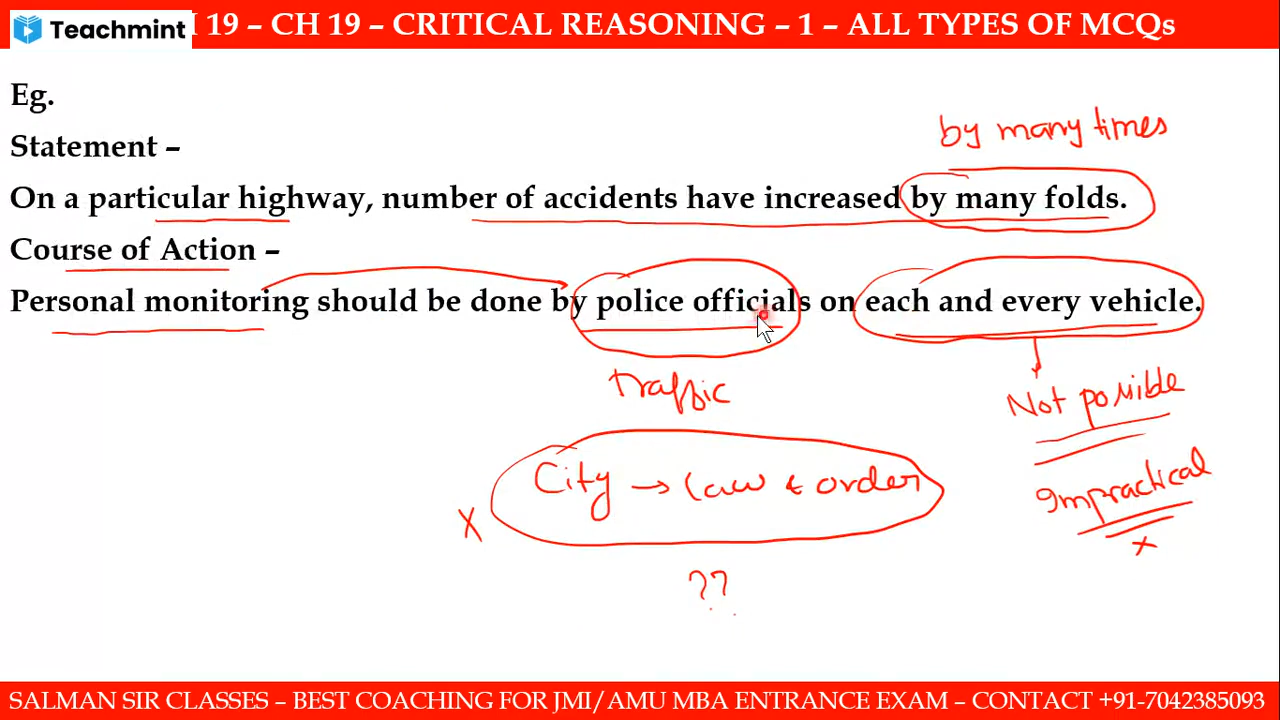 Teachmint
19 – CH 19 – CRITICAL REASONING – 1 – ALL TYPES OF MCQs
Eg.
by many times
Statement –
On a particular highway, number of accidents have increased by many folds.
Course of Action –
Personal monitoring should be done by police officials on each and every vehicle.
Traffic
Not possible
City → law & order
Impractical
X
x
??
SALMAN SIR CLASSES – BEST COACHING FOR JMI/AMU MBA ENTRANCE EXAM – CONTACT +91-7042385093